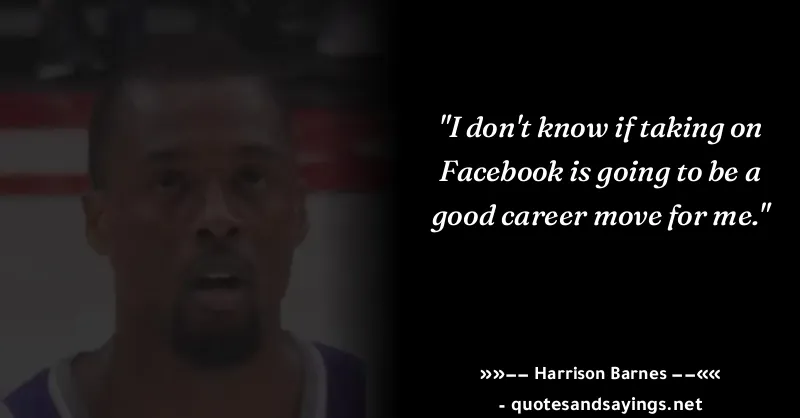 "I don't know if taking on
Facebook is going to be a
good career move for me."
»»−− Harrison Barnes −−««
- quotesandsayings.net